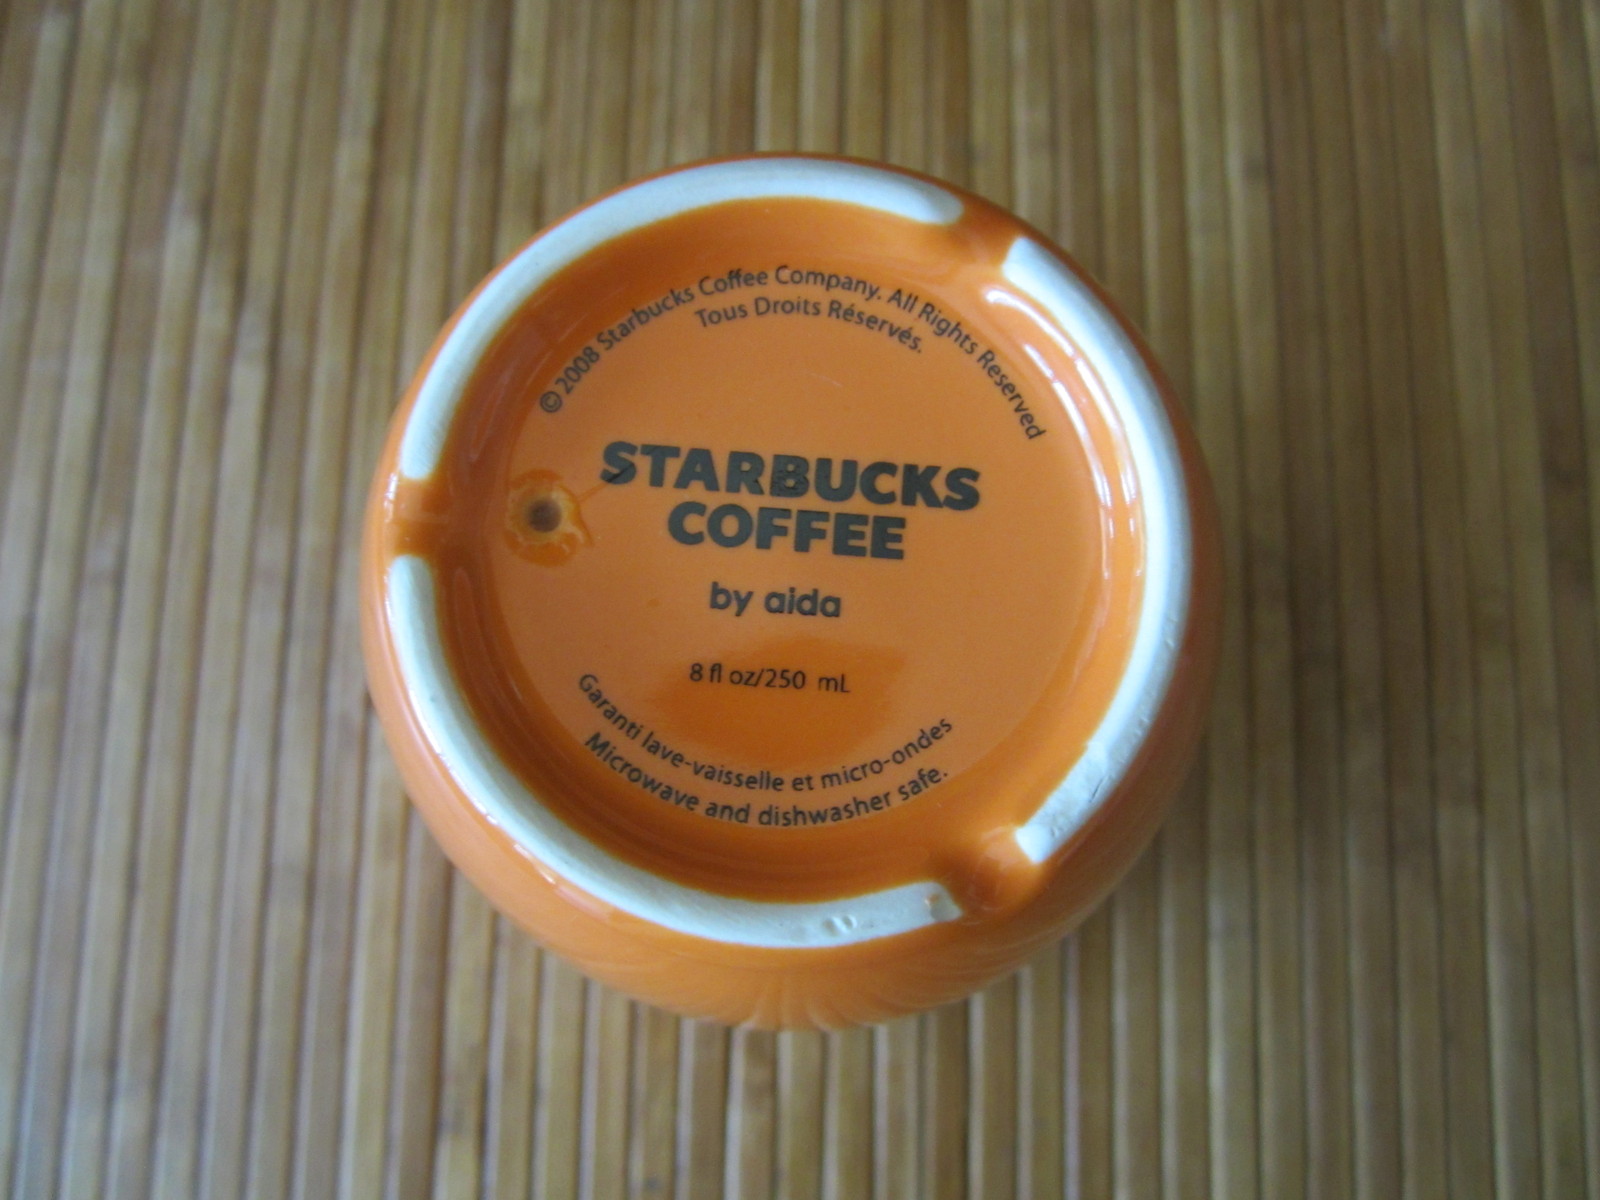 © 2008 Starbucks Coffee Company. All Rights Reserved
Tous Droits Réservés.
STARBUCKS
COFFEE
by aida
8 fl oz/250 mL
Garanti lave-vaisselle et micro-ondes
Microwave and dishwasher safe.